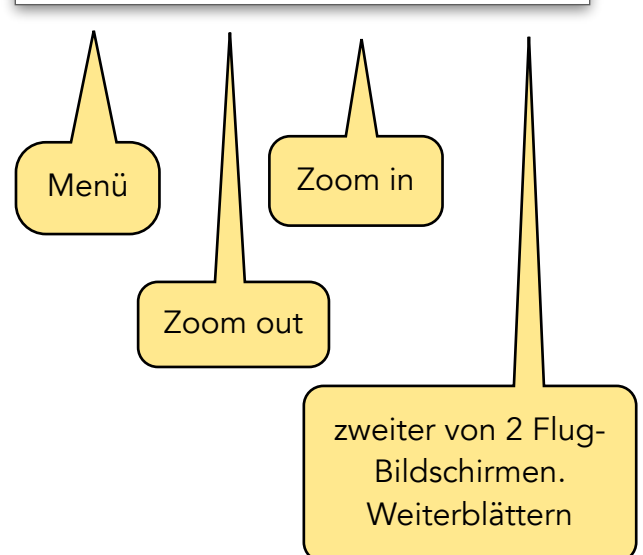 Menü
Zoom in
Zoom out
zweiter von 2 Flug-
Bildschirmen.
Weiterblättern